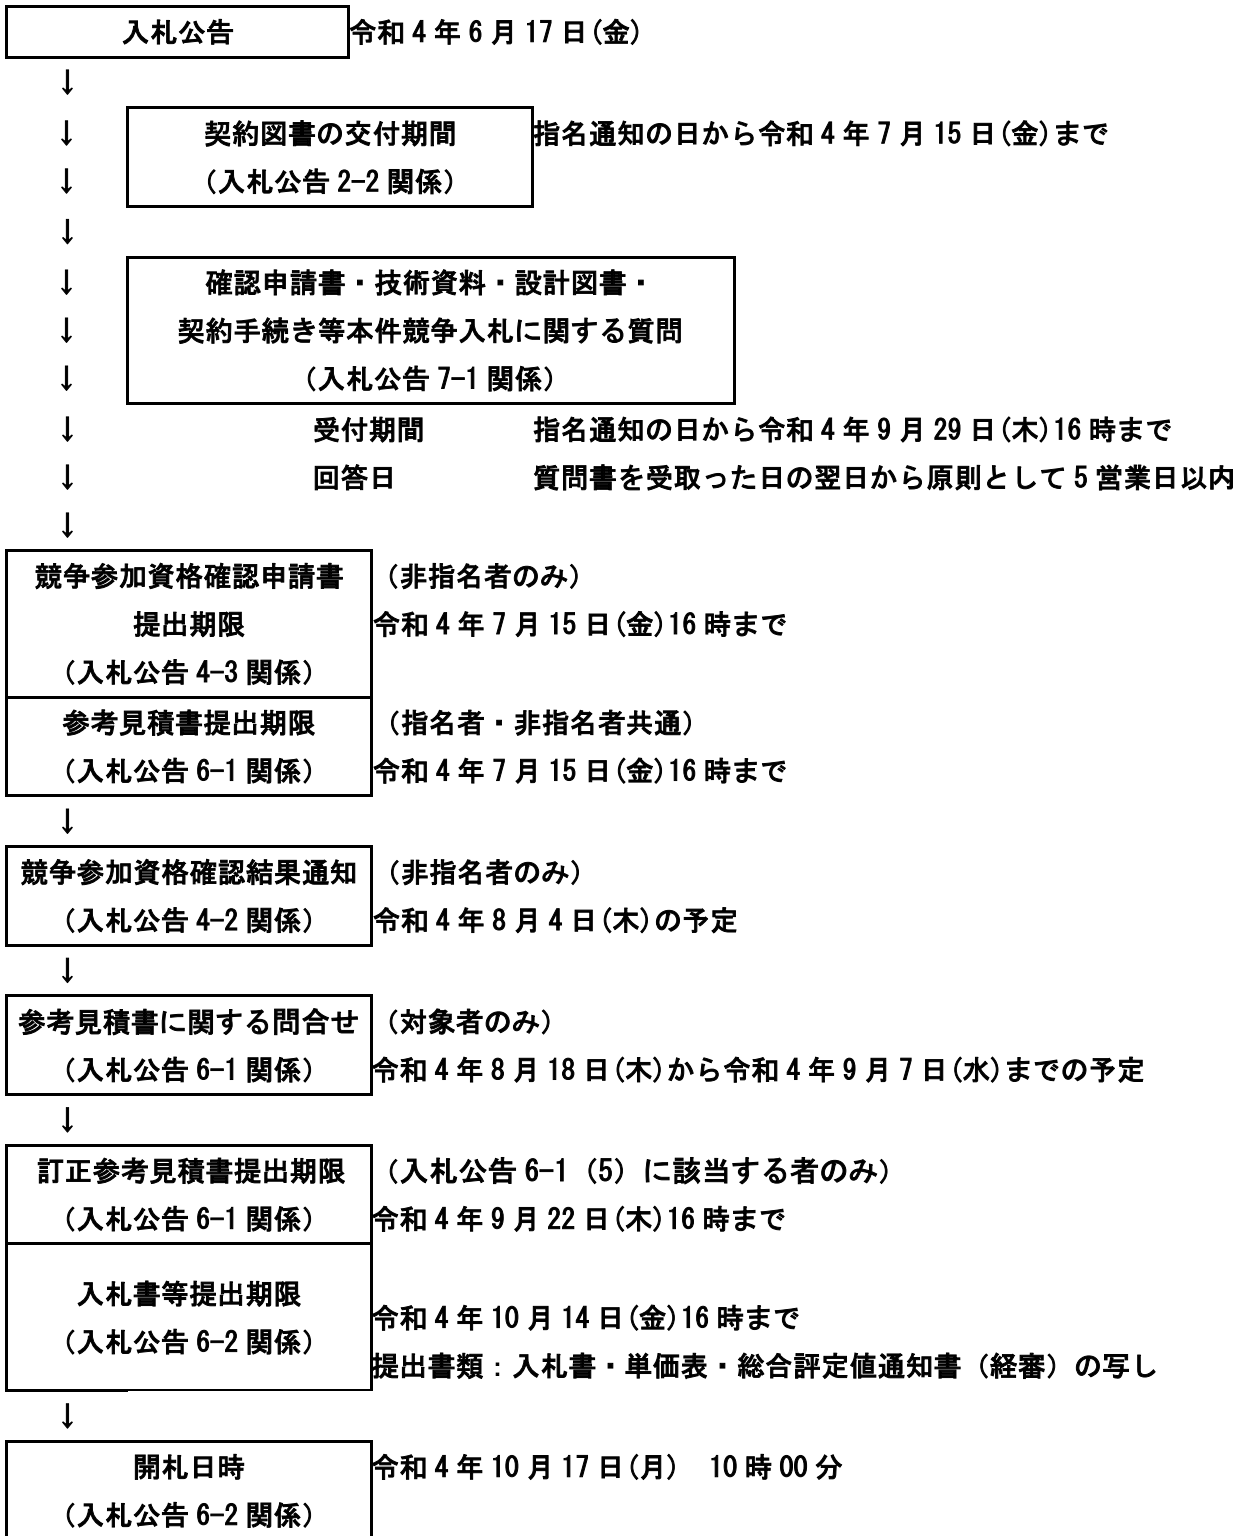 入札公告 令和4年6月17日(金)
↓
↓ 契約図書の交付期間 指名通知の日から令和4年7月15日(金)まで
↓ （入札公告2-2関係）
↓
↓ 確認申請書・技術資料・設計図書・
↓ 契約手続き等本件競争入札に関する質問
↓ （入札公告7-1関係）
↓ 受付期間 指名通知の日から令和4年9月29日(木)16時まで
↓ 回答日 質問書を受取った日の翌日から原則として5営業日以内
↓
競争参加資格確認申請書 （非指名者のみ）
提出期限 令和4年7月15日(金)16時まで
（入札公告4-3関係）
参考見積書提出期限 （指名者・非指名者共通）
（入札公告6-1関係） 令和4年7月15日(金)16時まで
↓
競争参加資格確認結果通知 （非指名者のみ）
（入札公告4-2関係） 令和4年8月4日(木)の予定
↓
参考見積書に関する問合せ （対象者のみ）
（入札公告6-1関係） 令和4年8月18日(木)から令和4年9月7日(水)までの予定
↓
訂正参考見積書提出期限 （入札公告6-1（5）に該当する者のみ）
（入札公告6-1関係） 令和4年9月22日(木)16時まで
入札書等提出期限
令和4年10月14日(金)16時まで
（入札公告6-2関係）
提出書類：入札書・単価表・総合評定値通知書（経審）の写し
↓
開札日時 令和4年10月17日(月)　10時00分
（入札公告6-2関係）